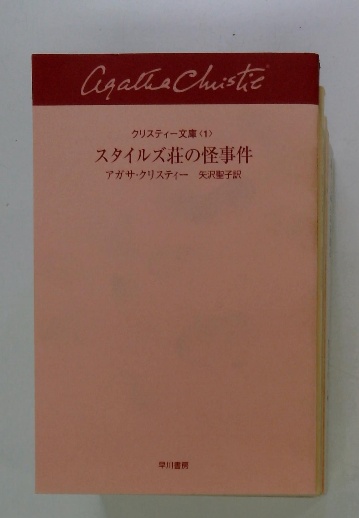 Agatha Christie
クリスティー文庫〈1〉
スタイルズ荘の怪事件
アガサ・クリスティー 矢沢聖子訳
早川書房